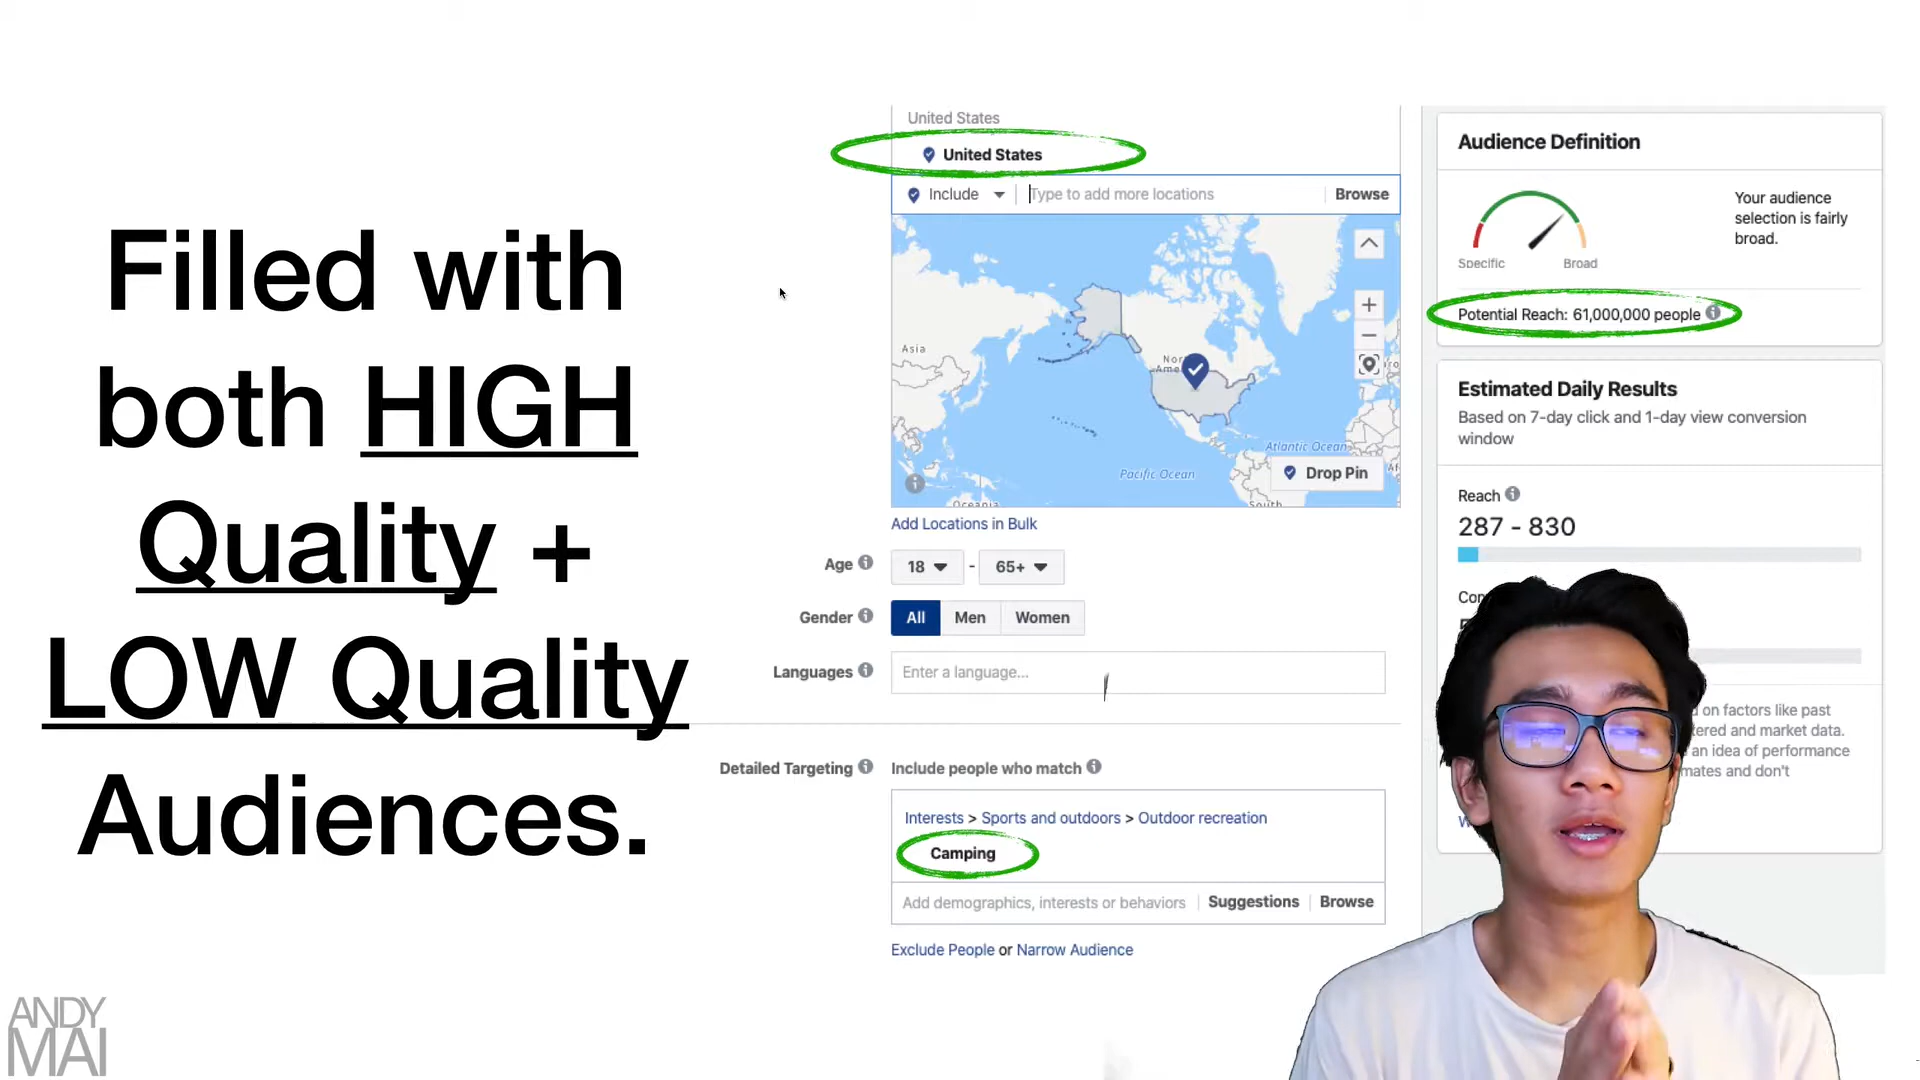 Filled with
both HIGH
Quality +
LOW Quality
Audiences.
United States
United States
Include
Type to add more locations
Browse
Asia
Pacific Ocean
Atlantic Ocean
Drop Pin
Add Locations in Bulk
Age
18 - 65+
Gender
All Men Women
Languages
Enter a language...
Detailed Targeting
Include people who match
Interests > Sports and outdoors > Outdoor recreation
Camping
Add demographics, interests or behaviors
Suggestions
Browse
Exclude People or Narrow Audience
Audience Definition
Specific
Broad
Your audience
selection is fairly
broad.
Potential Reach: 61,000,000 people
Estimated Daily Results
Based on 7-day click and 1-day view conversion
window
Reach
287 - 830
on factors like past
and market data.
an idea of performance
and don't
ANDY
MAI